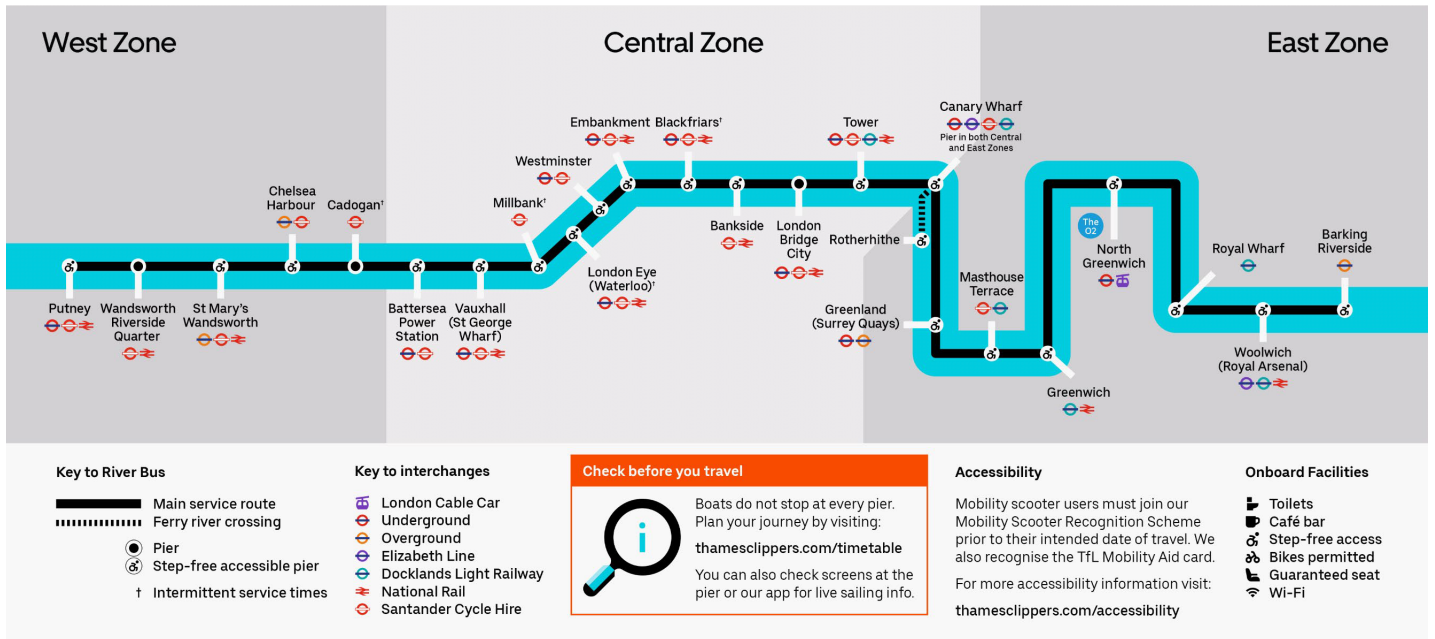 West Zone
Central Zone
East Zone
Putney
Wandsworth
Riverside
Quarter
St Mary's
Wandsworth
Chelsea
Harbour
Cadogan†
Battersea
Power
Station
Vauxhall
(St George
Wharf)
Millbank†
Westminster
London Eye
(Waterloo)†
Embankment
Blackfriars†
Bankside
London
Bridge
City
Tower
Canary Wharf
Pier in both Central
and East Zones
Rotherhithe
Greenland
(Surrey Quays)
Masthouse
Terrace
Greenwich
The
O2
North
Greenwich
Royal Wharf
Woolwich
(Royal Arsenal)
Barking
Riverside
Key to River Bus
Main service route
Ferry river crossing
Pier
Step-free accessible pier
† Intermittent service times
Key to interchanges
London Cable Car
Underground
Overground
Elizabeth Line
Docklands Light Railway
National Rail
Santander Cycle Hire
Check before you travel
i
Boats do not stop at every pier.
Plan your journey by visiting:
thamesclippers.com/timetable
You can also check screens at the
pier or our app for live sailing info.
Accessibility
Mobility scooter users must join our
Mobility Scooter Recognition Scheme
prior to their intended date of travel. We
also recognise the TfL Mobility Aid card.
For more accessibility information visit:
thamesclippers.com/accessibility
Onboard Facilities
Toilets
Café bar
Step-free access
Bikes permitted
Guaranteed seat
Wi-Fi